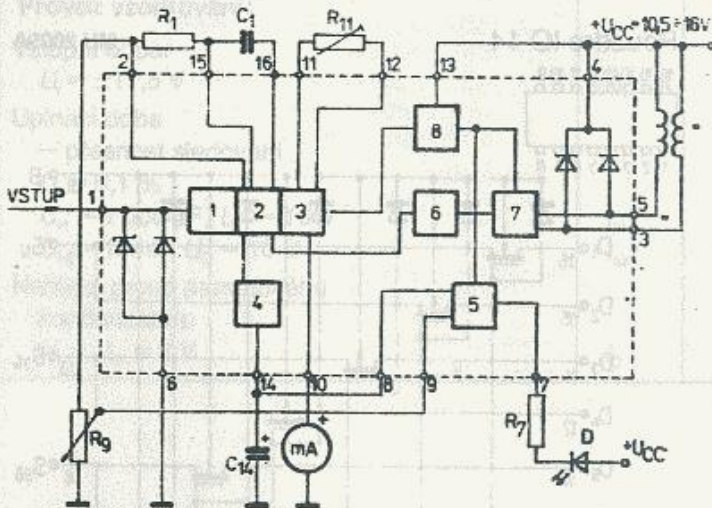 R1 C1 R11 +UCC=10,5÷16V
2 15 16 11 12 13 4
8
VSTUP 1 1 2 3 6 7 5
3
4 5
6 14 10 8 9 7
R9 C14 + mA + R7 D +UCC